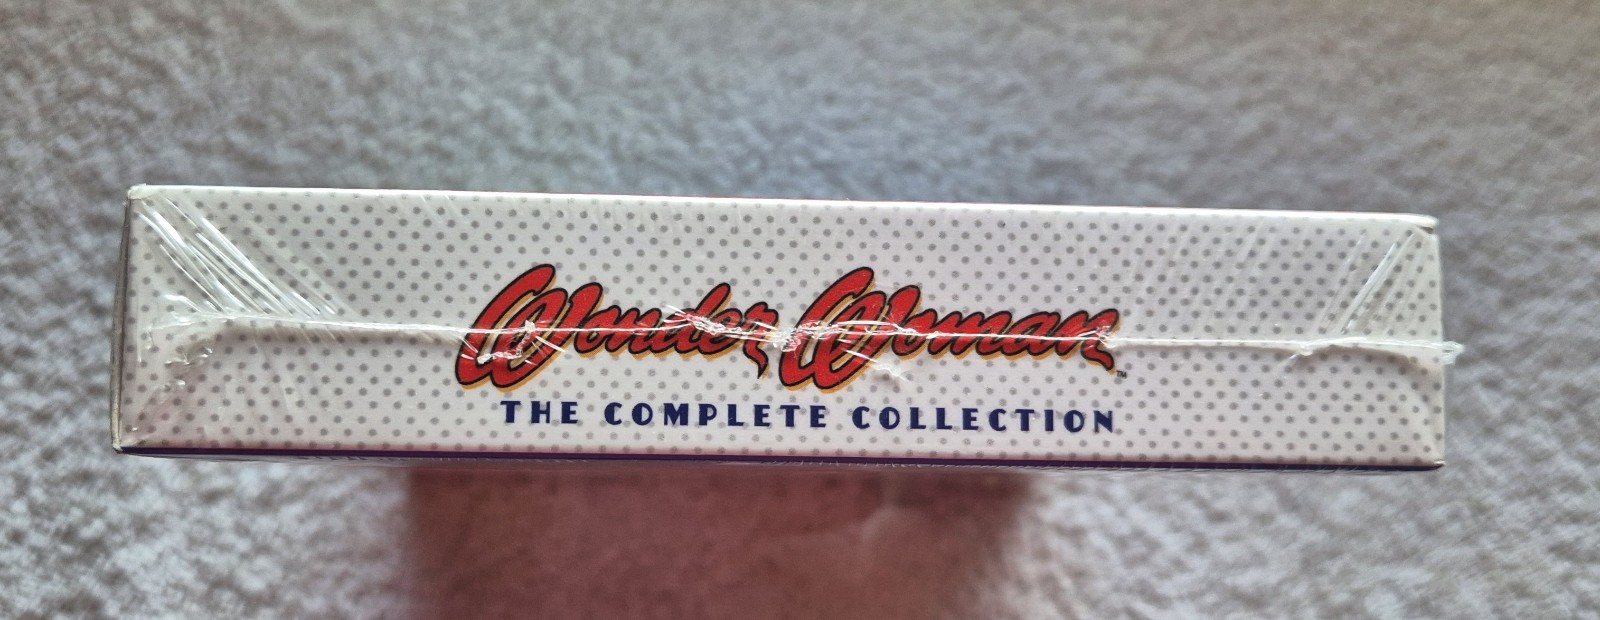 Wonder Woman™
THE COMPLETE COLLECTION